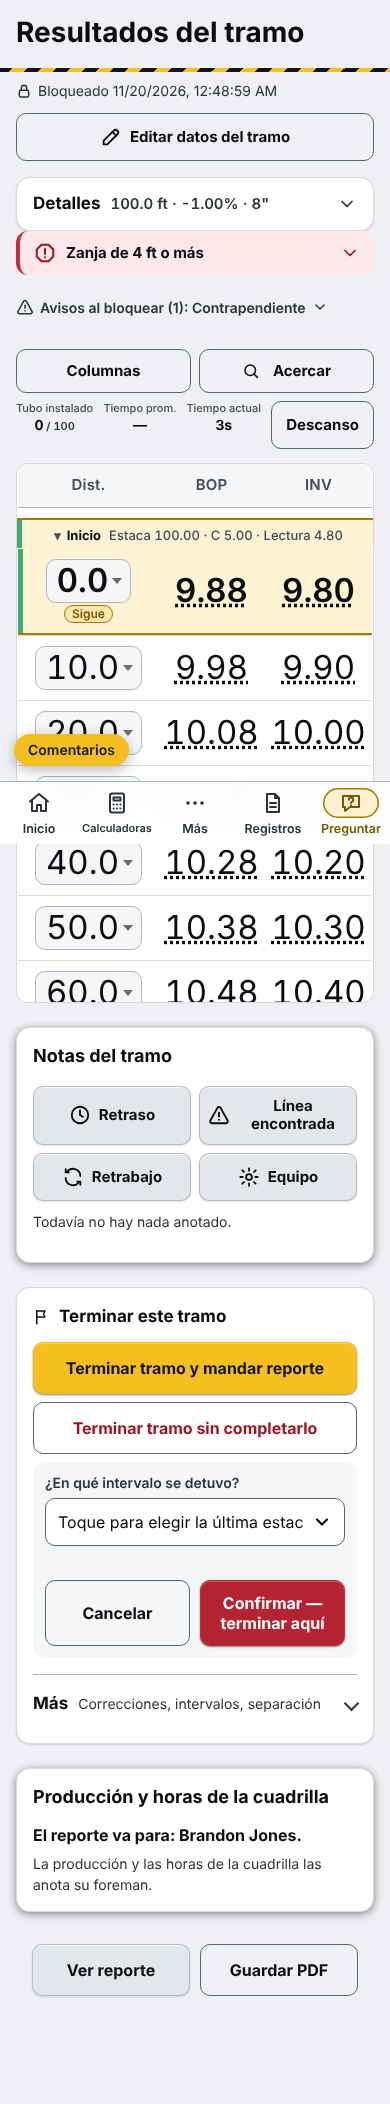 Resultados del tramo
Bloqueado 11/20/2026, 12:48:59 AM
Editar datos del tramo
Detalles 100.0 ft · -1.00% · 8"
Zanja de 4 ft o más
Avisos al bloquear (1): Contrapendiente
Columnas Acercar
Tubo instalado Tiempo prom. Tiempo actual
0 / 100 — 3s Descanso
Dist. BOP INV
▾ Inicio Estaca 100.00 · C 5.00 · Lectura 4.80
0.0 9.88 9.80
Sigue
10.0 9.98 9.90
20.0 10.08 10.00
Comentarios
Inicio Calculadoras Más Registros Preguntar
40.0 10.28 10.20
50.0 10.38 10.30
60.0 10.48 10.40
Notas del tramo
Retraso Línea encontrada
Retrabajo Equipo
Todavía no hay nada anotado.
Terminar este tramo
Terminar tramo y mandar reporte
Terminar tramo sin completarlo
¿En qué intervalo se detuvo?
Toque para elegir la última estac
Cancelar Confirmar — terminar aquí
Más Correcciones, intervalos, separación
Producción y horas de la cuadrilla
El reporte va para: Brandon Jones.
La producción y las horas de la cuadrilla las
anota su foreman.
Ver reporte Guardar PDF